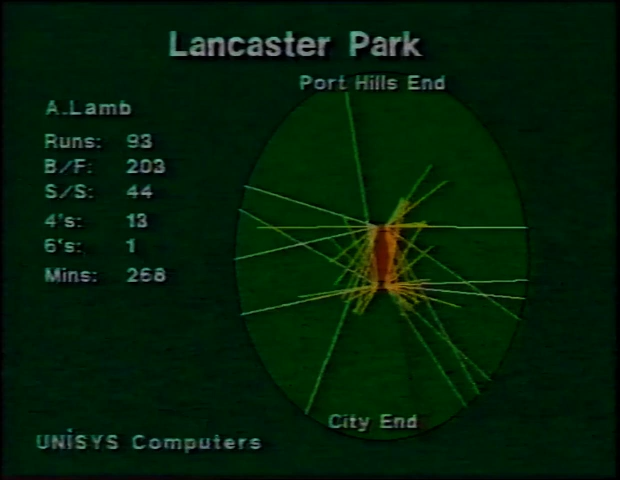 Lancaster Park
Port Hills End
A.Lamb
Runs: 93
B/F: 203
S/S: 44
4's: 13
6's: 1
Mins: 268
City End
UNiSYS Computers